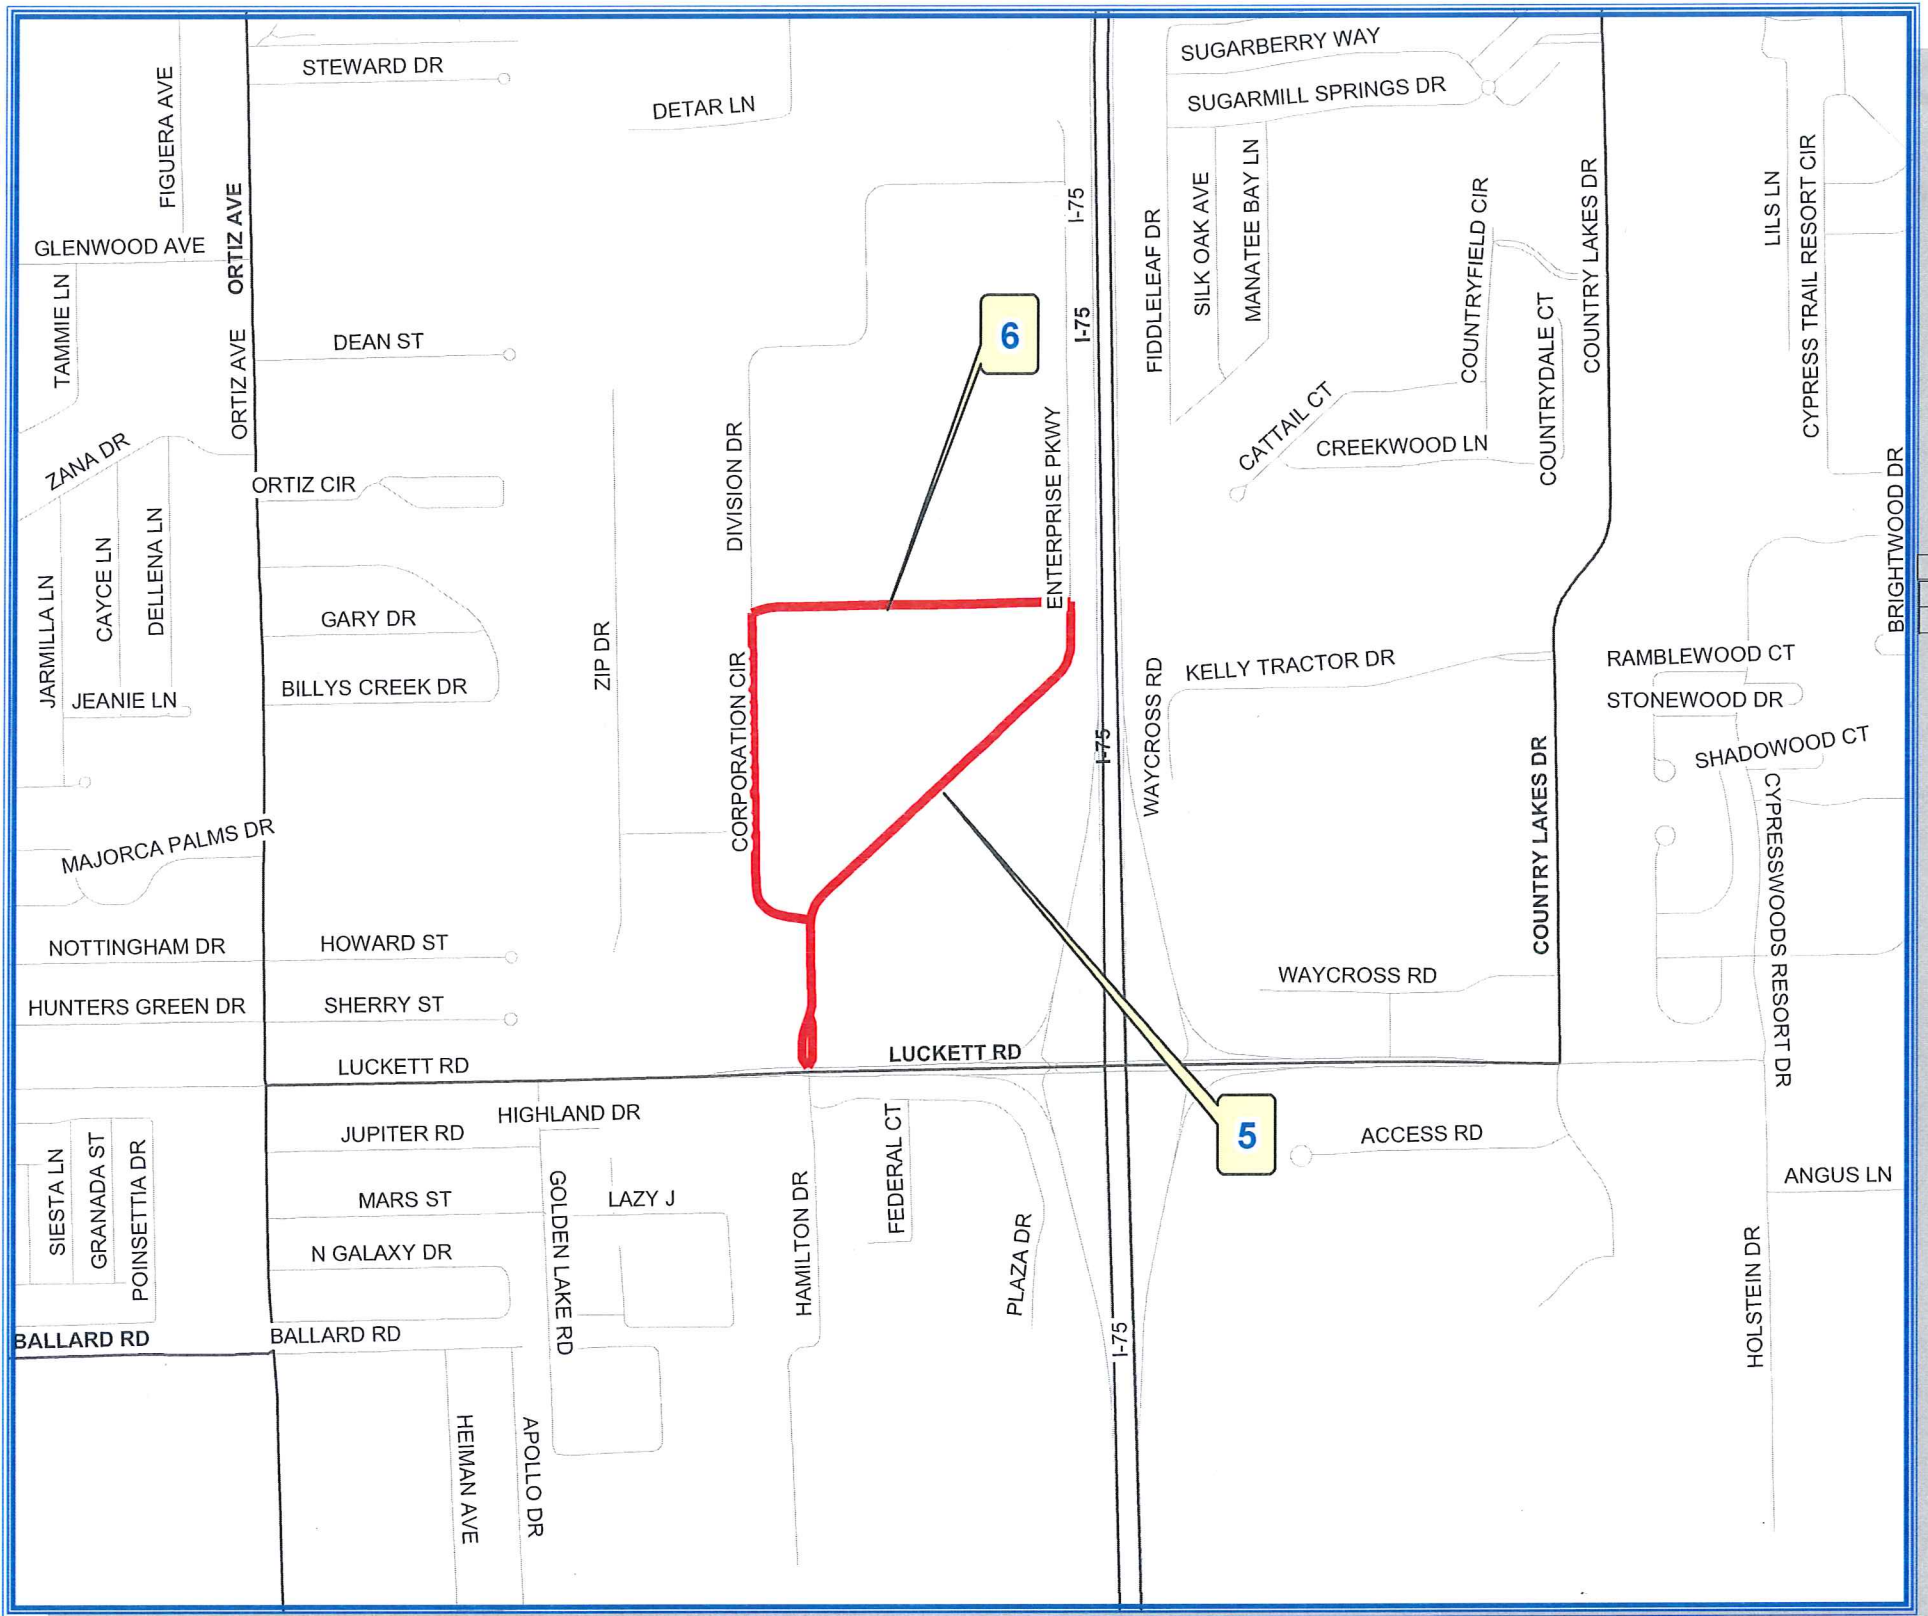 STEWARD DR
DETAR LN
SUGARBERRY WAY
SUGARMILL SPRINGS DR
FIGUERA AVE
ORTIZ AVE
GLENWOOD AVE
TAMMIE LN
ORTIZ AVE
DEAN ST
ZANA DR
ORTIZ CIR
JARMILLA LN
CAYCE LN
DELLENA LN
JEANIE LN
GARY DR
BILLYS CREEK DR
MAJORCA PALMS DR
NOTTINGHAM DR
HOWARD ST
HUNTERS GREEN DR
SHERRY ST
LUCKETT RD
ZIP DR
DIVISION DR
CORPORATION CIR
6
I-75
I-75
ENTERPRISE PKWY
I-75
FIDDLELEAF DR
SILK OAK AVE
MANATEE BAY LN
COUNTRYFIELD CIR
COUNTRYDALE CT
COUNTRY LAKES DR
CATTAIL CT
CREEKWOOD LN
LILS LN
CYPRESS TRAIL RESORT CIR
BRIGHTWOOD DR
WAYCROSS RD
KELLY TRACTOR DR
RAMBLEWOOD CT
STONEWOOD DR
SHADOWOOD CT
COUNTRY LAKES DR
CYPRESSWOODS RESORT DR
WAYCROSS RD
LUCKETT RD
5
ACCESS RD
ANGUS LN
HOLSTEIN DR
HIGHLAND DR
JUPITER RD
MARS ST
LAZY J
N GALAXY DR
BALLARD RD
BALLARD RD
SIESTA LN
GRANADA ST
POINSETTIA DR
GOLDEN LAKE RD
HAMILTON DR
FEDERAL CT
PLAZA DR
I-75
HEIMAN AVE
APOLLO DR